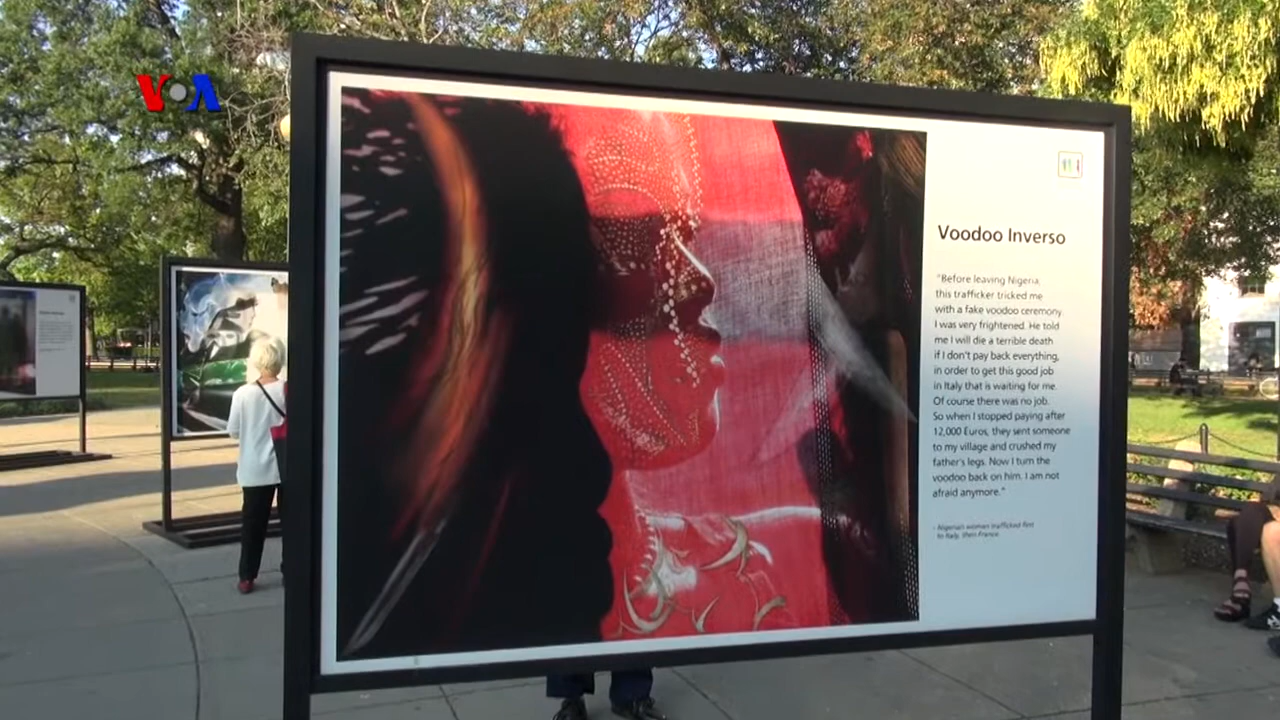 VOA
Voodoo Inverso
"Before leaving Nigeria,
this trafficker tricked me
with a fake voodoo ceremony.
I was very frightened. He told
me I will die a terrible death
if I don't pay back everything,
in order to get this good job
in Italy that is waiting for me.
Of course there was no job.
So when I stopped paying after
12,000 Euros, they sent someone
to my village and crushed my
father's legs. Now I turn the
voodoo back on him. I am not
afraid anymore."
- Nigerian woman trafficked first
to Italy, then France